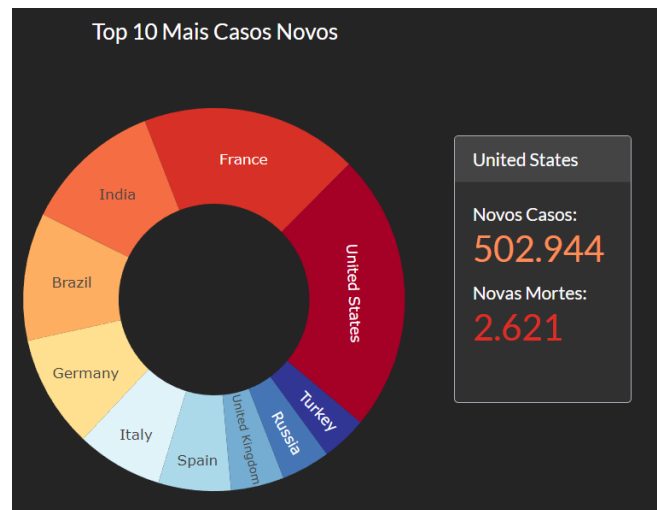 Top 10 Mais Casos Novos
France
United States
India
Brazil
Germany
Italy
Spain
United Kingdom
Russia
Turkey
United States
Novos Casos:
502.944
Novas Mortes:
2.621